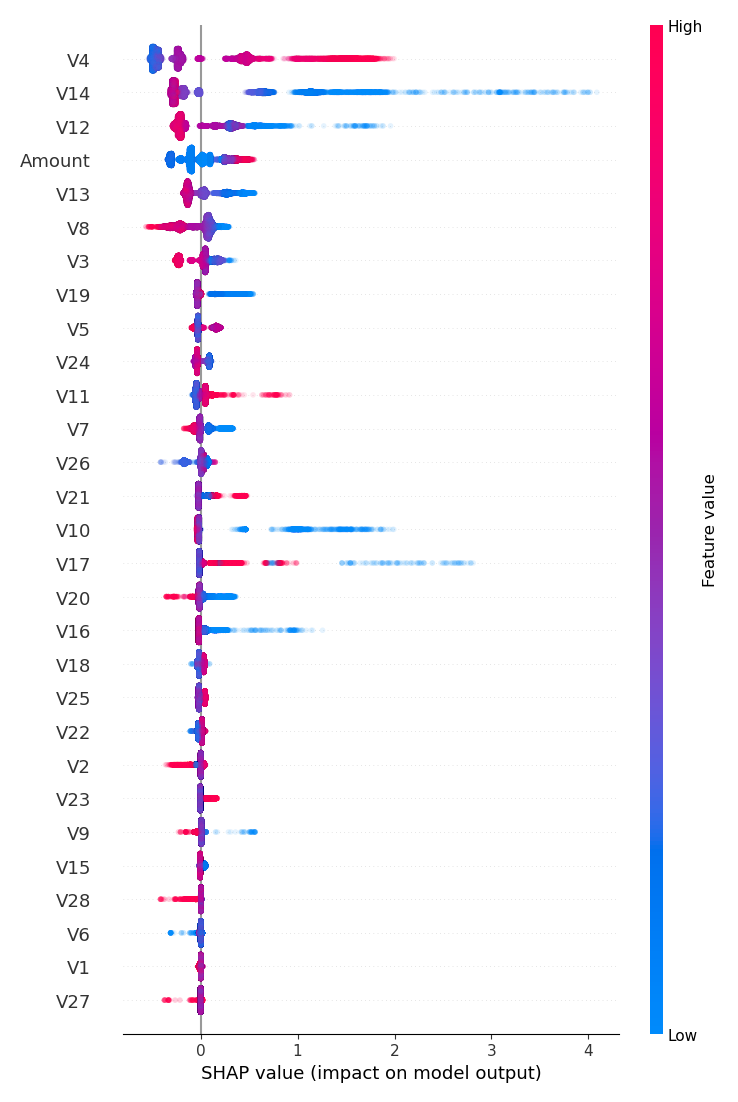 High
V4
V14
V12
Amount
V13
V8
V3
V19
V5
V24
V11
V7
V26
V21
V10
V17
V20
V16
V18
V25
V22
V2
V23
V9
V15
V28
V6
V1
V27
Feature value
Low
0 1 2 3 4
SHAP value (impact on model output)